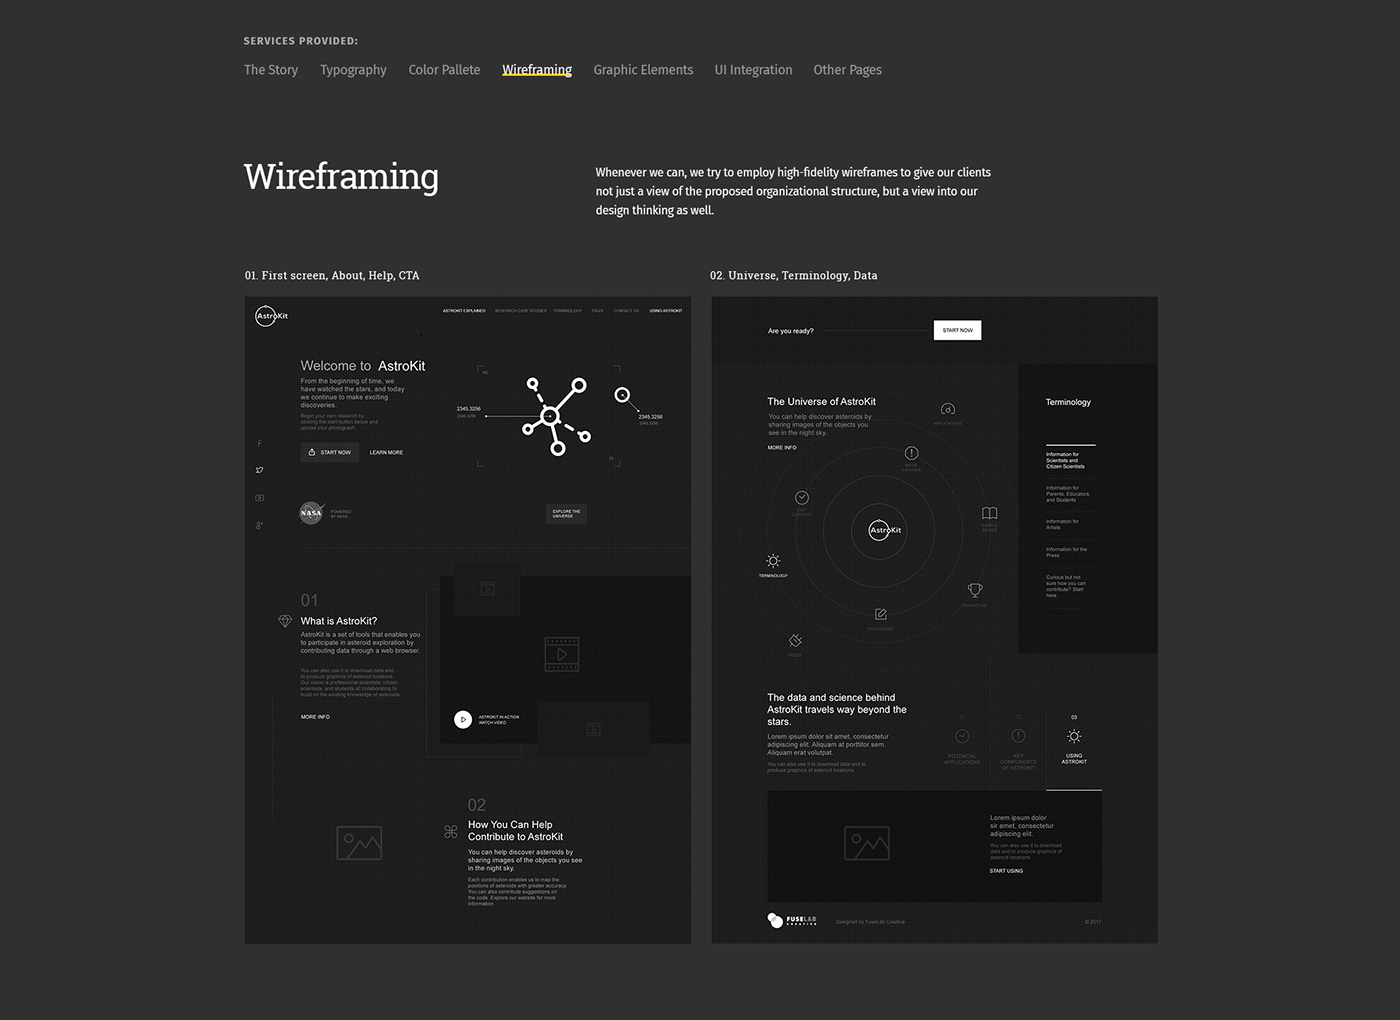 SERVICES PROVIDED:
The Story Typography Color Pallete Wireframing Graphic Elements UI Integration Other Pages
Wireframing
Whenever we can, we try to employ high-fidelity wireframes to give our clients
not just a view of the proposed organizational structure, but a view into our
design thinking as well.
01. First screen, About, Help, CTA
AstroKit
ASTROKIT EXPLAINED RESEARCH CASE STUDIES TERMINOLOGY FAQ's CONTACT US USING ASTROKIT
Welcome to AstroKit
From the beginning of time, we
have watched the stars, and today
we continue to make exciting
discoveries.
Begin your own research by
clicking the start button below and
upload your photograph
START NOW LEARN MORE
2345,3256
2345,3256
2345,3256
2345,3256
NASA
POWERED
BY NASA
EXPLORE THE
UNIVERSE
01
What is AstroKit?
AstroKit is a set of tools that enables you
to participate in asteroid exploration by
contributing data through a web browser.
You can also use it to download data and
to produce graphics of asteroid locations.
Our vision is professional scientists, citizen
scientists, and students all collaborating to
build on the existing knowledge of asteroids.
MORE INFO
ASTROKIT IN ACTION
WATCH VIDEO
02
How You Can Help
Contribute to AstroKit
You can help discover asteroids by
sharing images of the objects you see
in the night sky.
Each contribution enables us to map the
positions of asteroids with greater accuracy.
You can also contribute suggestions on
the code. Explore our website for more
information.
02. Universe, Terminology, Data
Are you ready?
START NOW
The Universe of AstroKit
You can help discover asteroids by
sharing images of the objects you
see in the night sky.
MORE INFO
APPLICATIONS
IMAGE
ANALYSIS
SAMPLE
IMAGES
AstroKit
TERMINOLOGY
CONTACT US
CATALOGUES
PRESS
Terminology
Information for
Scientists and
Citizen Scientists
Information for
Parents, Educators,
and Students
Information for
Artists
Information for the
Press
Curious but not
sure how you can
contribute? Start
here
The data and science behind
AstroKit travels way beyond the
stars.
Lorem ipsum dolor sit amet, consectetur
adipiscing elit. Aliquam at porttitor sem.
Aliquam erat volutpat.
You can also use it to download data and to
produce graphics of asteroid locations.
01 02 03
POTENTIAL
APPLICATIONS
KEY
COMPONENTS
OF ASTROKIT
USING
ASTROKIT
Lorem ipsum dolor
sir amet, consectetur
adipiscing elit.
You can also use it to download
data and to produce graphics of
asteroid locations.
START USING
FUSELAB
CREATIVE
Designed by FuseLab Creative
© 2017